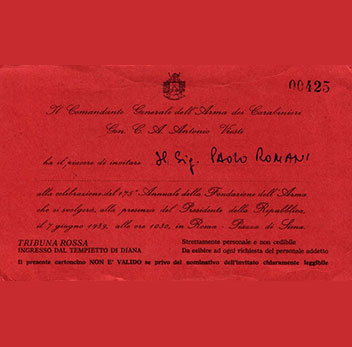 00425
Il Comandante Generale dell'Arma dei Carabinieri
Gen. C. A. Antonio Viesti
ha il piacere di invitare Il Sig. PAOLO ROMANI
alla celebrazione del 175° Annuale della Fondazione dell'Arma
che si svolgerà, alla presenza del Presidente della Repubblica,
il 7 giugno 1989, alle ore 1030, in Roma - Piazza di Siena.
TRIBUNA ROSSA
INGRESSO DAL TEMPIETTO DI DIANA
Strettamente personale e non cedibile
Da esibire ad ogni richiesta del personale addetto
Il presente cartoncino NON E' VALIDO se privo del nominativo dell'invitato chiaramente leggibile